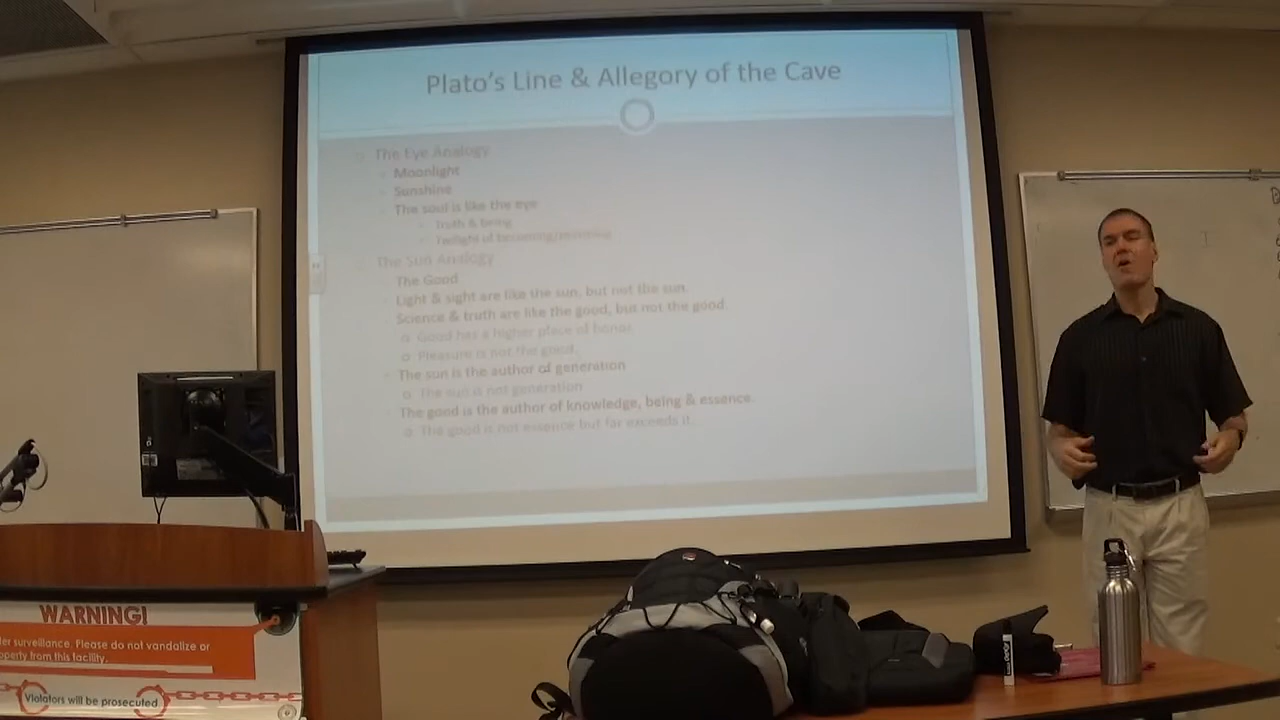 Plato's Line & Allegory of the Cave
The Eye Analogy
Moonlight
Sunshine
The soul is like the eye
Truth & being
Twilight of becoming/perishing
The Sun Analogy
The Good
Light & sight are like the sun, but not the sun.
Science & truth are like the good, but not the good.
Good has a higher place of honor.
Pleasure is not the good.
The sun is the author of generation
The sun is not generation
The good is the author of knowledge, being & essence.
The good is not essence but far exceeds it.
WARNING!
surveillance. Please do not vandalize or
from this facility.
Violators will be prosecuted